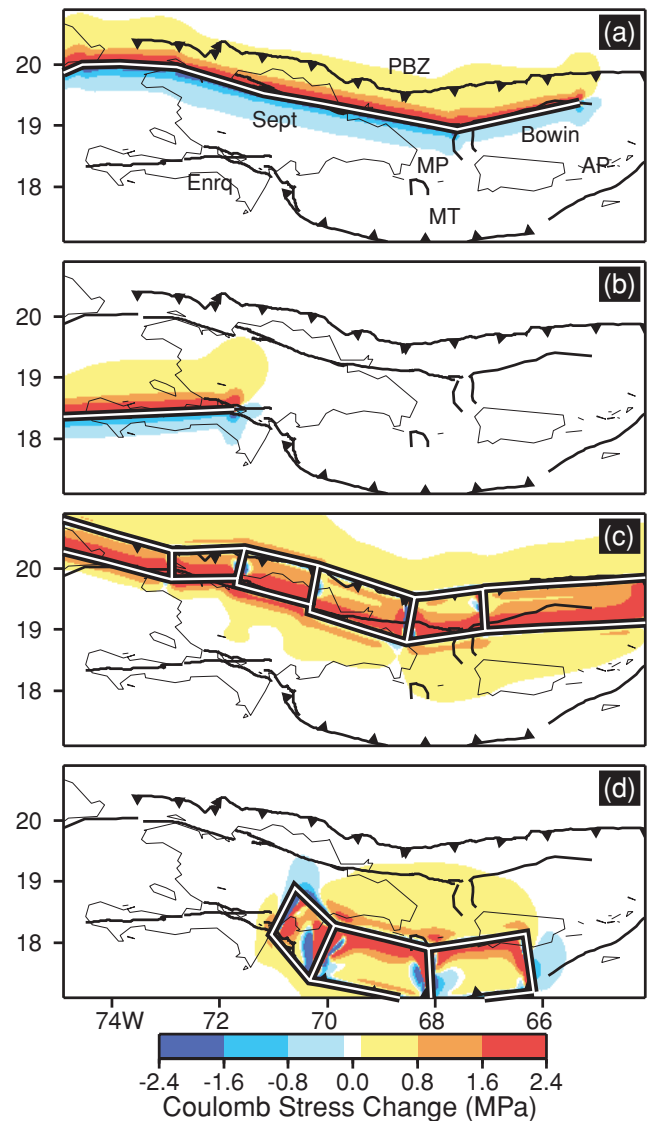 (a)
20
PBZ
19
Sept
Bowin
MP
AP
18
Enrq
MT
(b)
20
19
18
(c)
20
19
18
(d)
20
19
18
74W 72 70 68 66
-2.4 -1.6 -0.8 0.0 0.8 1.6 2.4
Coulomb Stress Change (MPa)